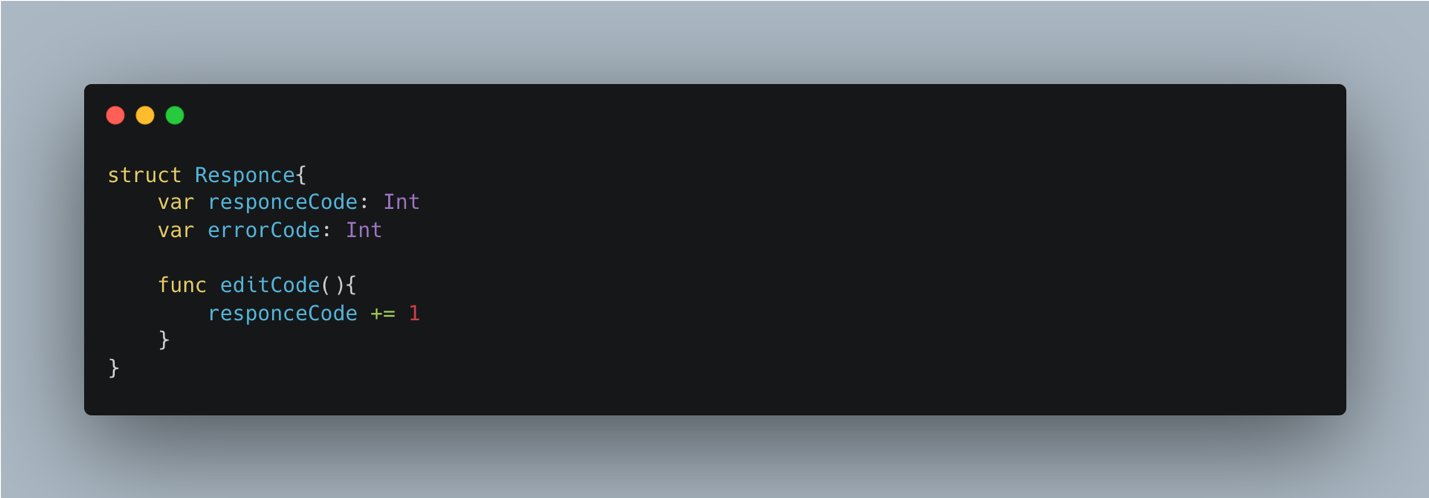 struct Responce{
    var responceCode: Int
    var errorCode: Int
    func editCode(){
        responceCode += 1
    }
}